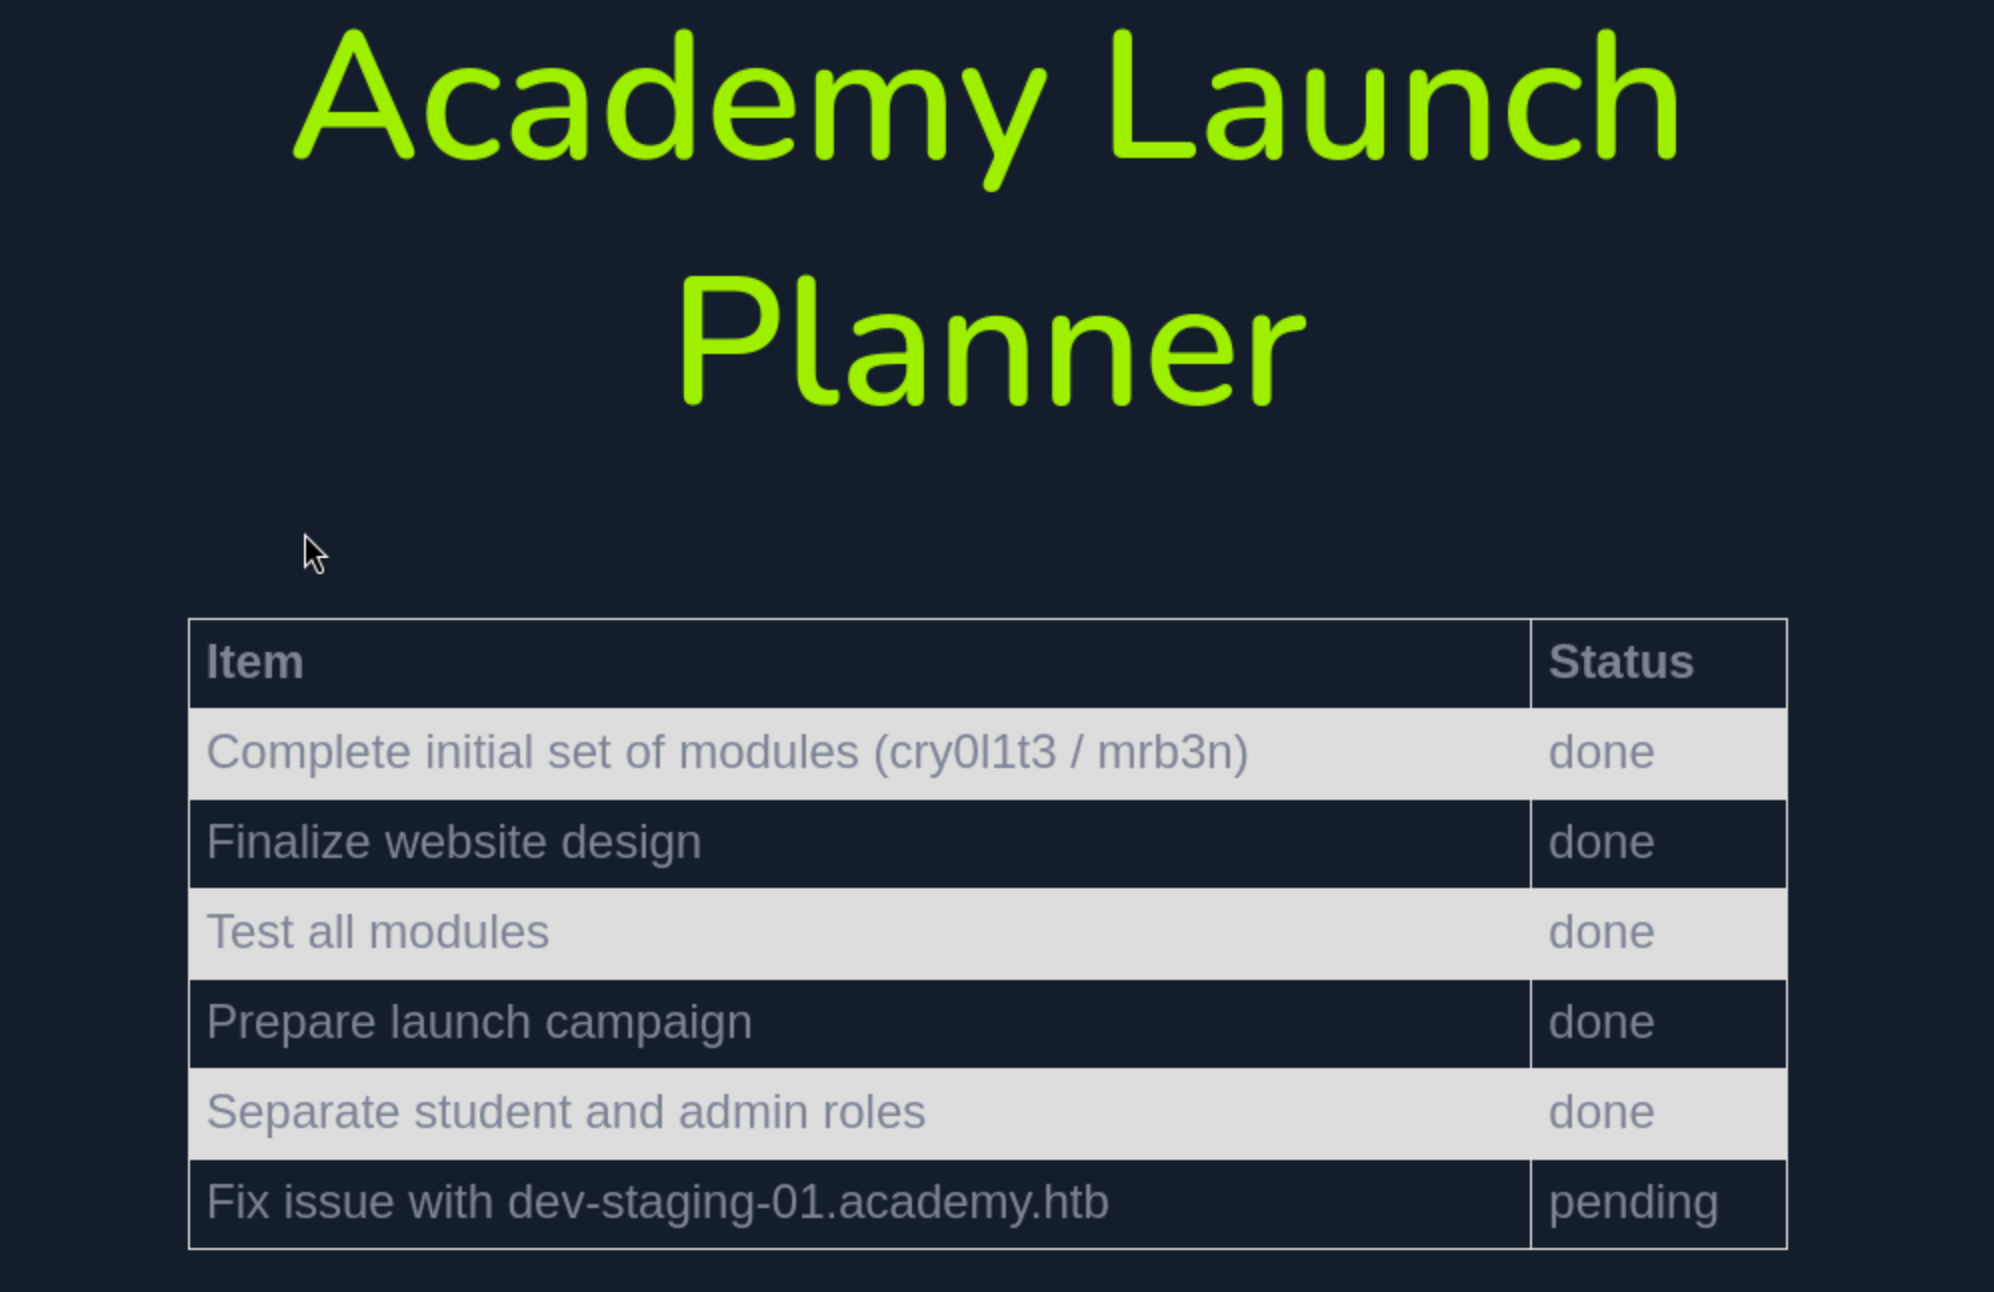 Academy Launch
Planner
Item Status
Complete initial set of modules (cry0l1t3 / mrb3n) done
Finalize website design done
Test all modules done
Prepare launch campaign done
Separate student and admin roles done
Fix issue with dev-staging-01.academy.htb pending